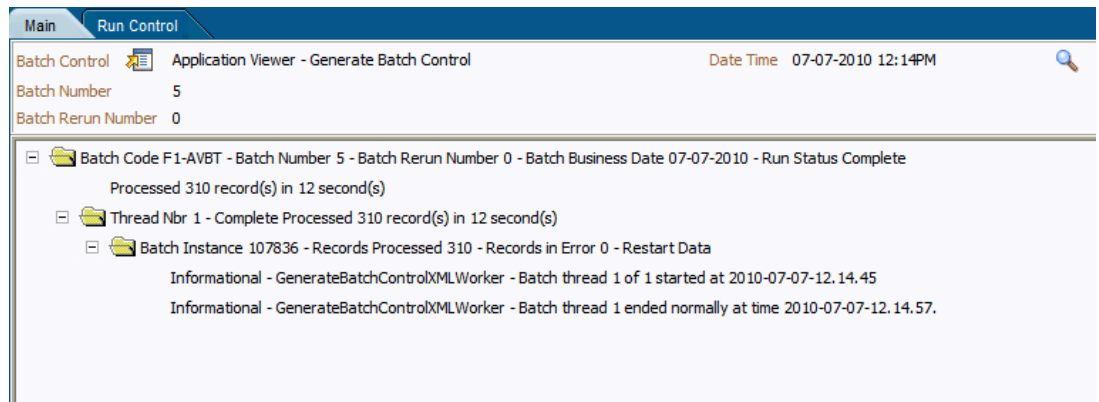 Main Run Control
Batch Control Application Viewer - Generate Batch Control Date Time 07-07-2010 12:14PM
Batch Number 5
Batch Rerun Number 0
Batch Code F1-AVBT - Batch Number 5 - Batch Rerun Number 0 - Batch Business Date 07-07-2010 - Run Status Complete
Processed 310 record(s) in 12 second(s)
Thread Nbr 1 - Complete Processed 310 record(s) in 12 second(s)
Batch Instance 107836 - Records Processed 310 - Records in Error 0 - Restart Data
Informational - GenerateBatchControlXMLWorker - Batch thread 1 of 1 started at 2010-07-07-12.14.45
Informational - GenerateBatchControlXMLWorker - Batch thread 1 ended normally at time 2010-07-07-12.14.57.